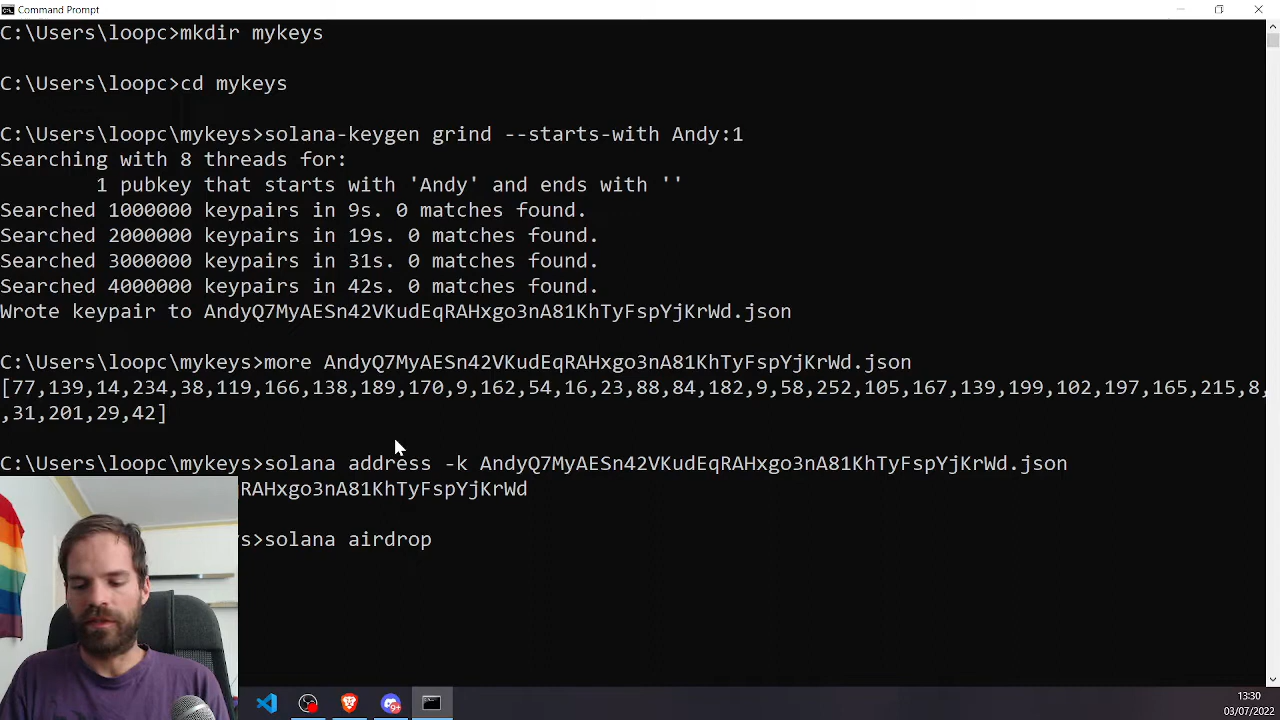 Command Prompt
C:\Users\loopc>mkdir mykeys
C:\Users\loopc>cd mykeys
C:\Users\loopc\mykeys>solana-keygen grind --starts-with Andy:1
Searching with 8 threads for:
1 pubkey that starts with 'Andy' and ends with ''
Searched 1000000 keypairs in 9s. 0 matches found.
Searched 2000000 keypairs in 19s. 0 matches found.
Searched 3000000 keypairs in 31s. 0 matches found.
Searched 4000000 keypairs in 42s. 0 matches found.
Wrote keypair to AndyQ7MyAESn42VKudEqRAHxgo3nA81KhTyFspYjKrWd.json
C:\Users\loopc\mykeys>more AndyQ7MyAESn42VKudEqRAHxgo3nA81KhTyFspYjKrWd.json
[77,139,14,234,38,119,166,138,189,170,9,162,54,16,23,88,84,182,9,58,252,105,167,139,199,102,197,165,215,8,
,31,201,29,42]
C:\Users\loopc\mykeys>solana address -k AndyQ7MyAESn42VKudEqRAHxgo3nA81KhTyFspYjKrWd.json
RAHxgo3nA81KhTyFspYjKrWd
s>solana airdrop
9+
13:30
03/07/2022